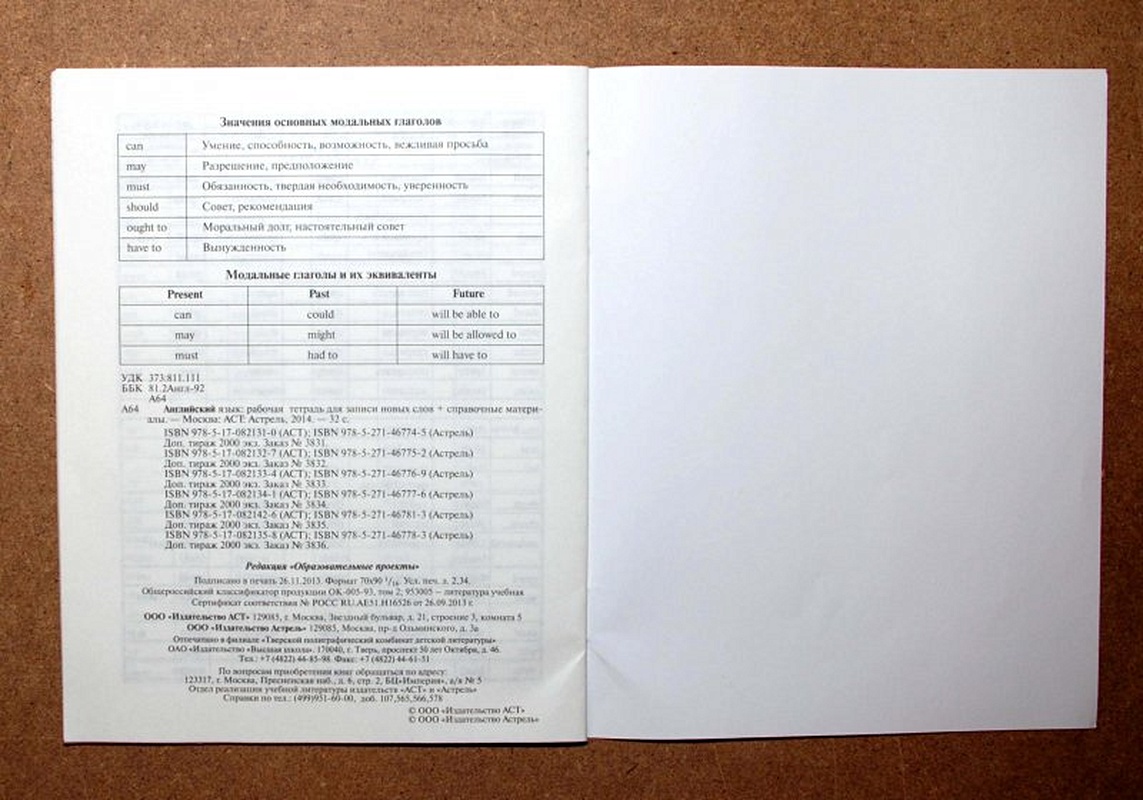 Значения основных модальных глаголов
can Умение, способность, возможность, вежливая просьба
may Разрешение, предположение
must Обязанность, твердая необходимость, уверенность
should Совет, рекомендация
ought to Моральный долг, настоятельный совет
have to Вынужденность
Модальные глаголы и их эквиваленты
Present Past Future
can could will be able to
may might will be allowed to
must had to will have to
УДК 373:811.111
ББК 81.2Англ-92
А64
А64 Английский язык: рабочая тетрадь для записи новых слов + справочные матери-
алы. — Москва: АСТ: Астрель, 2014. — 32 с.
ISBN 978-5-17-082131-0 (АСТ); ISBN 978-5-271-46774-5 (Астрель)
Доп. тираж 2000 экз. Заказ № 3831.
ISBN 978-5-17-082132-7 (АСТ); ISBN 978-5-271-46775-2 (Астрель)
Доп. тираж 2000 экз. Заказ № 3832.
ISBN 978-5-17-082133-4 (АСТ); ISBN 978-5-271-46776-9 (Астрель)
Доп. тираж 2000 экз. Заказ № 3833.
ISBN 978-5-17-082134-1 (АСТ); ISBN 978-5-271-46777-6 (Астрель)
Доп. тираж 2000 экз. Заказ № 3834.
ISBN 978-5-17-082142-6 (АСТ); ISBN 978-5-271-46781-3 (Астрель)
Доп. тираж 2000 экз. Заказ № 3835.
ISBN 978-5-17-082135-8 (АСТ); ISBN 978-5-271-46778-3 (Астрель)
Доп. тираж 2000 экз. Заказ № 3836.
Редакция «Образовательные проекты»
Подписано в печать 26.11.2013. Формат 70х90 1/16. Усл. печ. л. 2,34.
Общероссийский классификатор продукции ОК-005-93, том 2; 953005 – литература учебная
Сертификат соответствия № РОСС RU.АЕ51.Н16526 от 26.09.2013 г.
ООО «Издательство АСТ» 129085, г. Москва, Звездный бульвар, д. 21, строение 3, комната 5
ООО «Издательство Астрель» 129085, Москва, пр-д Ольминского, д. 3а
Отпечатано в филиале «Тверской полиграфический комбинат детской литературы»
ОАО «Издательство «Высшая школа». 170040, г. Тверь, проспект 50 лет Октября, д. 46.
Тел.: +7 (4822) 44-85-98. Факс: +7 (4822) 44-61-51
По вопросам приобретения книг обращаться по адресу:
123317, г. Москва, Пресненская наб., д. 6, стр. 2, БЦ«Империя», а/я № 5
Отдел реализации учебной литературы издательств «АСТ» и «Астрель»
Справки по тел.: (499)951-60-00, доб. 107,565,566,578
© ООО «Издательство АСТ»
© ООО «Издательство Астрель»